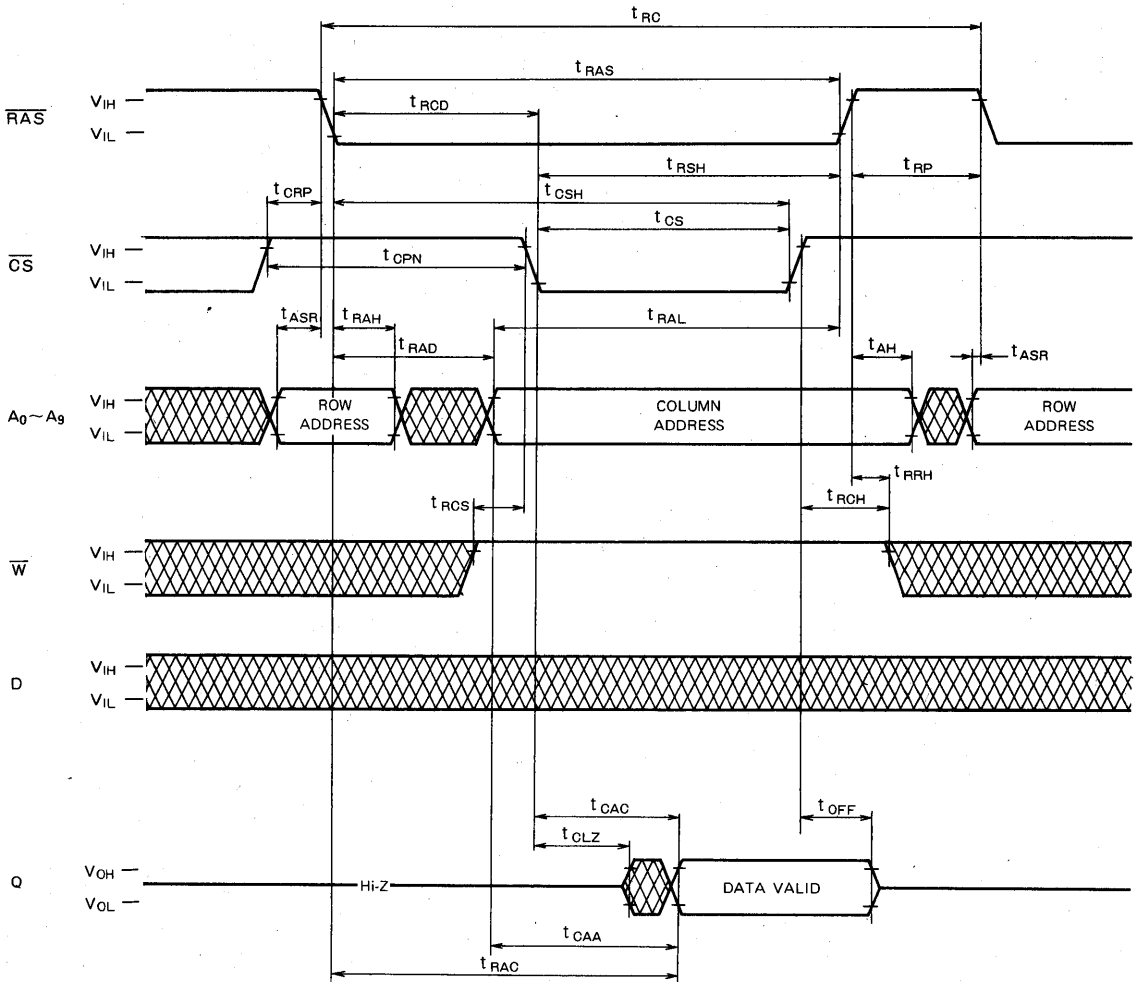 tRC
tRAS
tRCD
RAS
VIH
VIL
tRSH
tRP
tCRP
tCSH
tCS
CS
VIH
VIL
tCPN
tASR
tRAH
tRAL
tRAD
tAH
tASR
A0~A9
VIH
VIL
ROW
ADDRESS
COLUMN
ADDRESS
ROW
ADDRESS
tRRH
tRCS
tRCH
W
VIH
VIL
D
VIH
VIL
tCAC
tOFF
tCLZ
Q
VOH
VOL
Hi-Z
DATA VALID
tCAA
tRAC